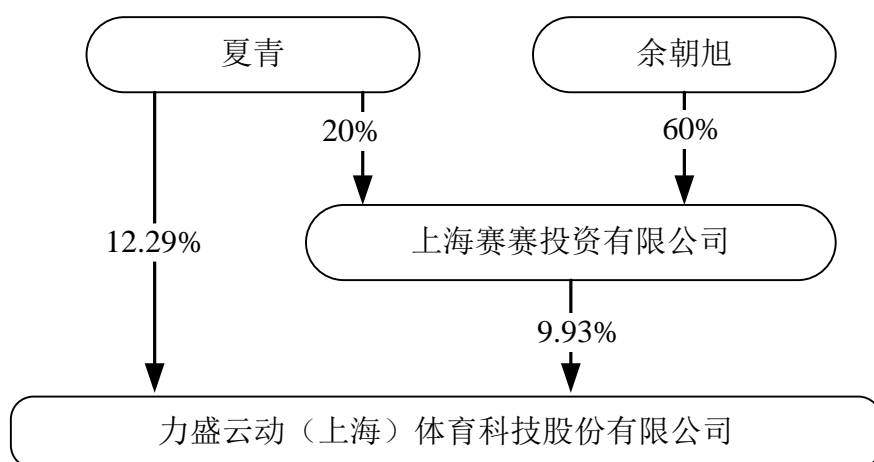 夏青
余朝旭
20%
60%
12.29%
上海赛赛投资有限公司
9.93%
力盛云动（上海）体育科技股份有限公司